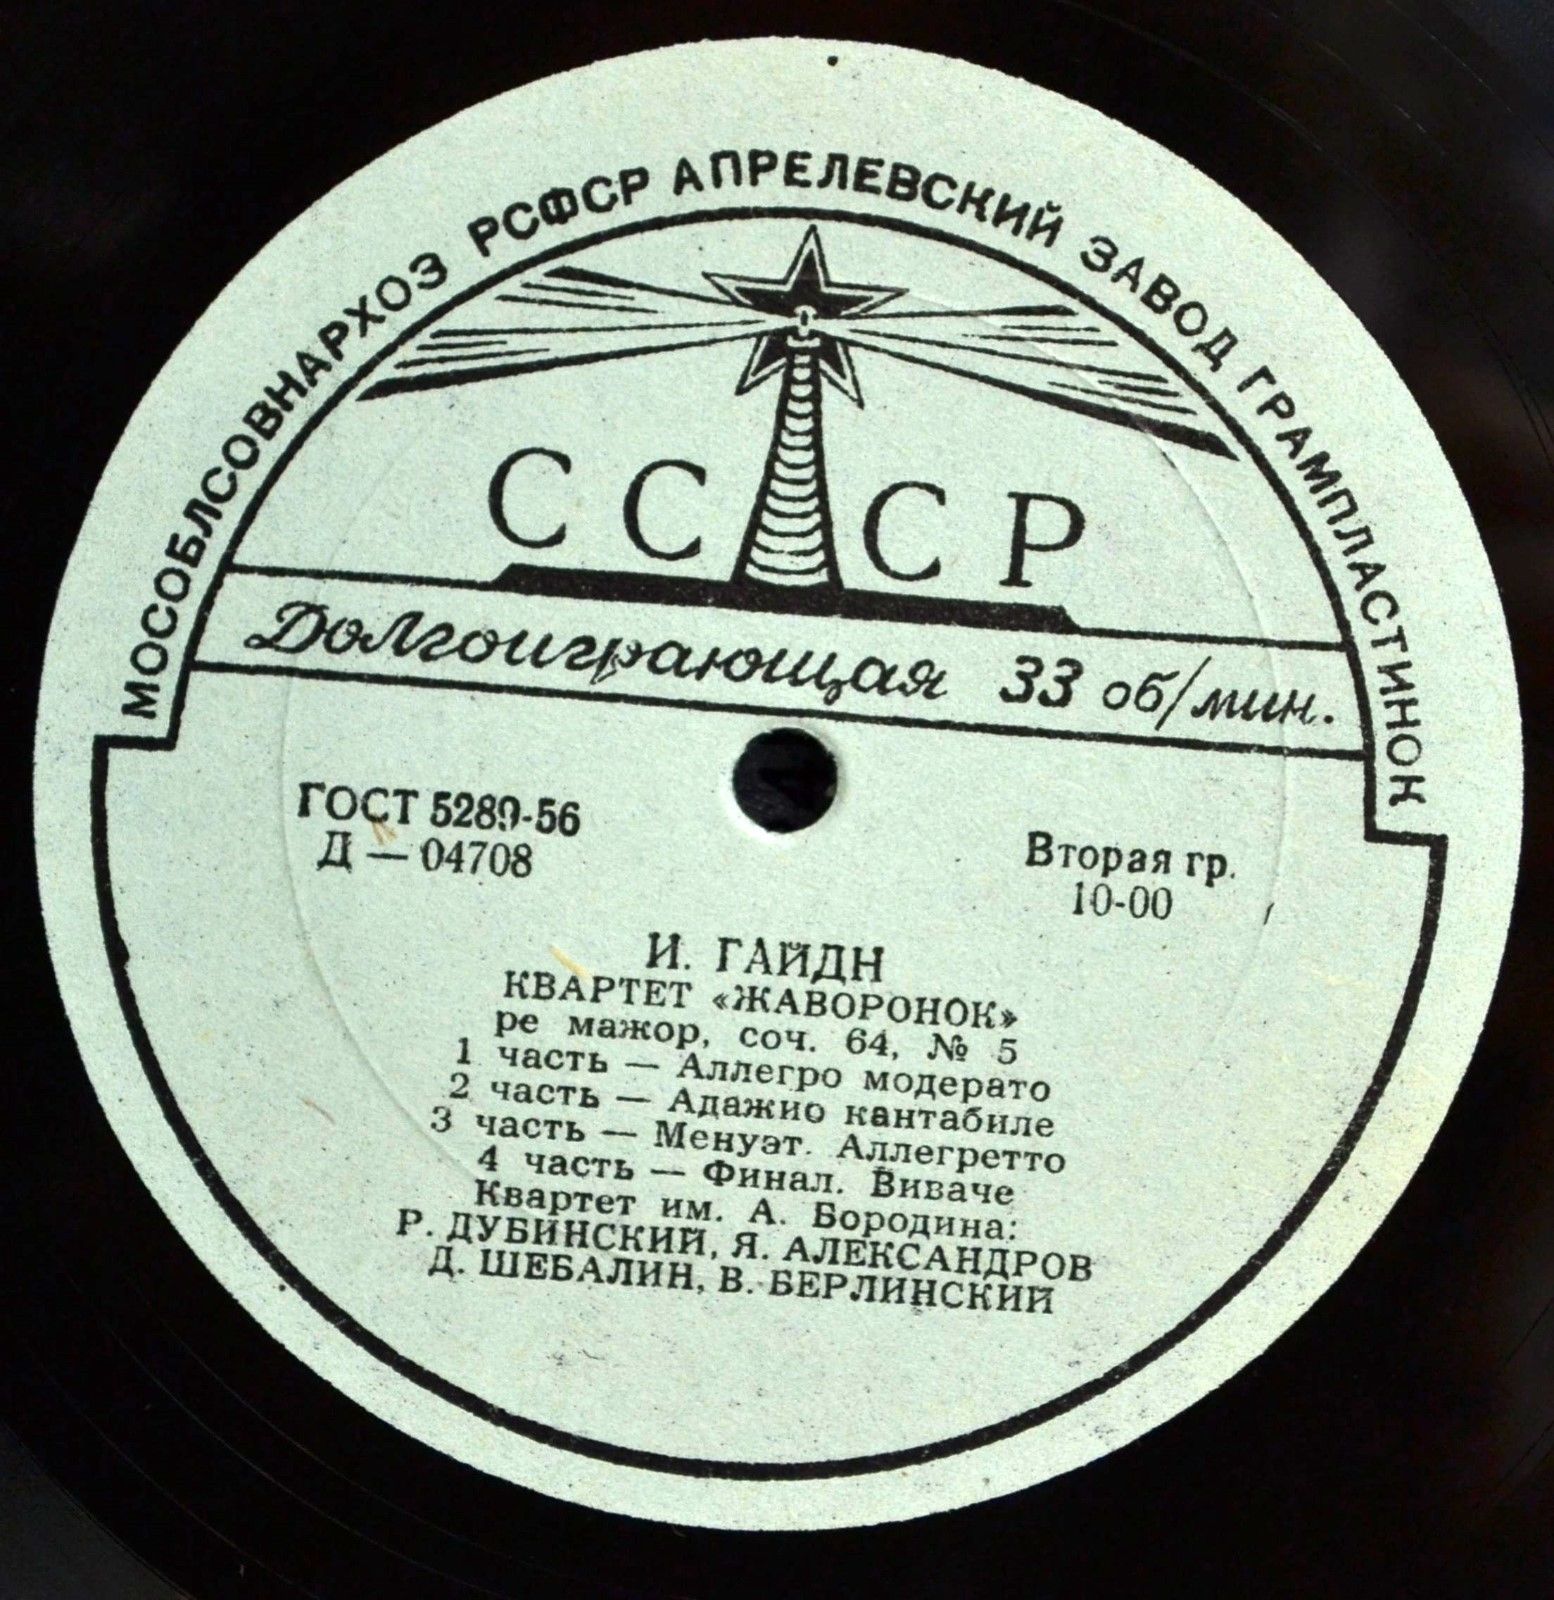 МОСОБЛСОВНАРХОЗ РСФСР АПРЕЛЕВСКИЙ ЗАВОД ГРАМПЛАСТИНОК
СССР
Долгоиграющая 33 об/мин.
ГОСТ 5289-56
Д — 04708
Вторая гр.
10-00
И. ГАЙДН
КВАРТЕТ «ЖАВОРОНОК»
ре мажор, соч. 64, № 5
1 часть — Аллегро модерато
2 часть — Адажио кантабиле
3 часть — Менуэт. Аллегретто
4 часть — Финал. Виваче
Квартет им. А. Бородина:
Р. ДУБИНСКИЙ, Я. АЛЕКСАНДРОВ
Д. ШЕБАЛИН, В. БЕРЛИНСКИЙ